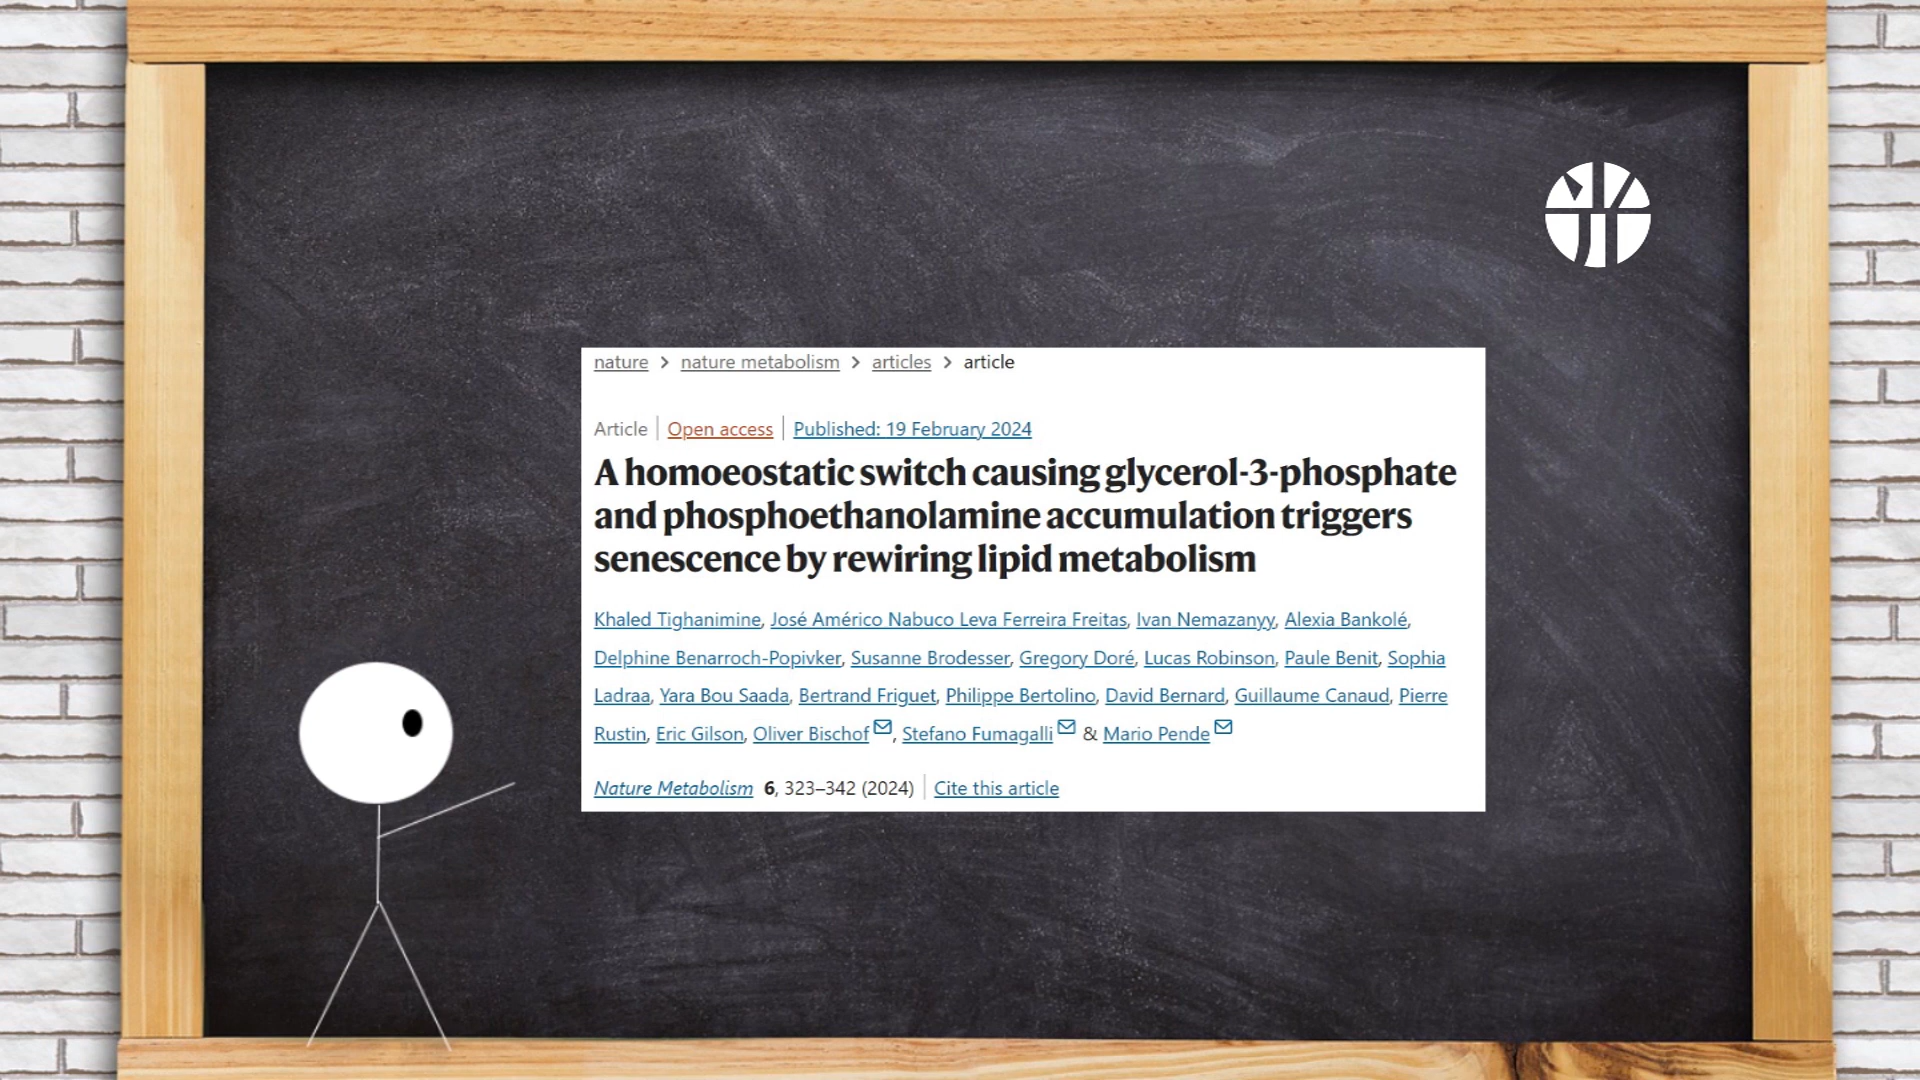 nature > nature metabolism > articles > article
Article | Open access | Published: 19 February 2024
A homoeostatic switch causing glycerol-3-phosphate
and phosphoethanolamine accumulation triggers
senescence by rewiring lipid metabolism
Khaled Tighanimine, José Américo Nabuco Leva Ferreira Freitas, Ivan Nemazanyy, Alexia Bankolé,
Delphine Benarroch-Popivker, Susanne Brodesser, Gregory Doré, Lucas Robinson, Paule Benit, Sophia
Ladraa, Yara Bou Saada, Bertrand Friguet, Philippe Bertolino, David Bernard, Guillaume Canaud, Pierre
Rustin, Eric Gilson, Oliver Bischof, Stefano Fumagalli & Mario Pende
Nature Metabolism 6, 323–342 (2024) | Cite this article